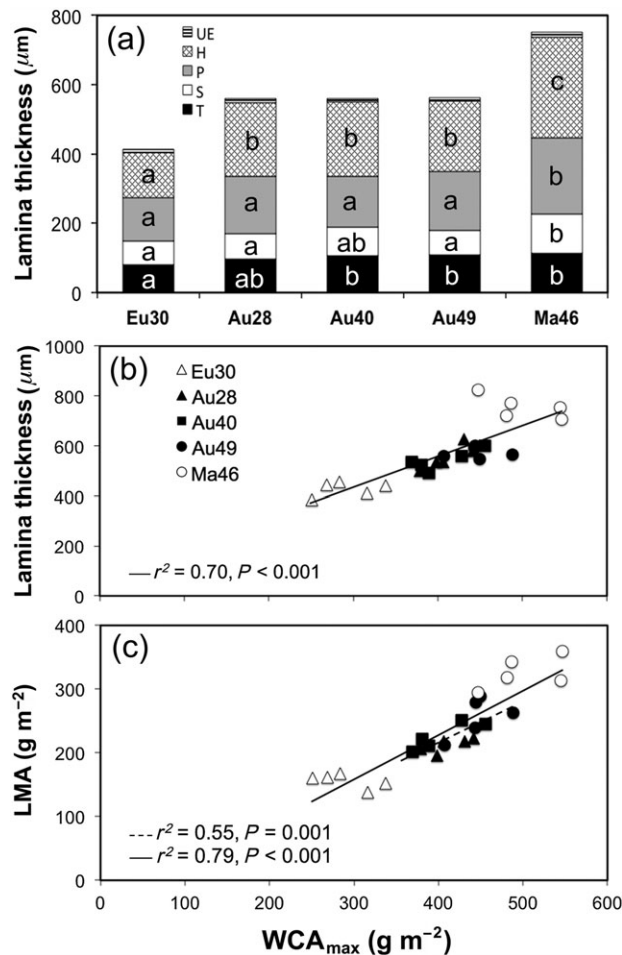 (a)
UE
H
P
S
T
Lamina thickness (μm)
800
600
400
200
0
a b b b c
a a a a b
a a ab a b
a ab b b b
Eu30 Au28 Au40 Au49 Ma46
(b)
Eu30
Au28
Au40
Au49
Ma46
Lamina thickness (μm)
1000
800
600
400
200
0
r² = 0.70, P < 0.001
(c)
LMA (g m⁻²)
400
300
200
100
0
r² = 0.55, P = 0.001
r² = 0.79, P < 0.001
0 100 200 300 400 500 600
WCAmax (g m⁻²)